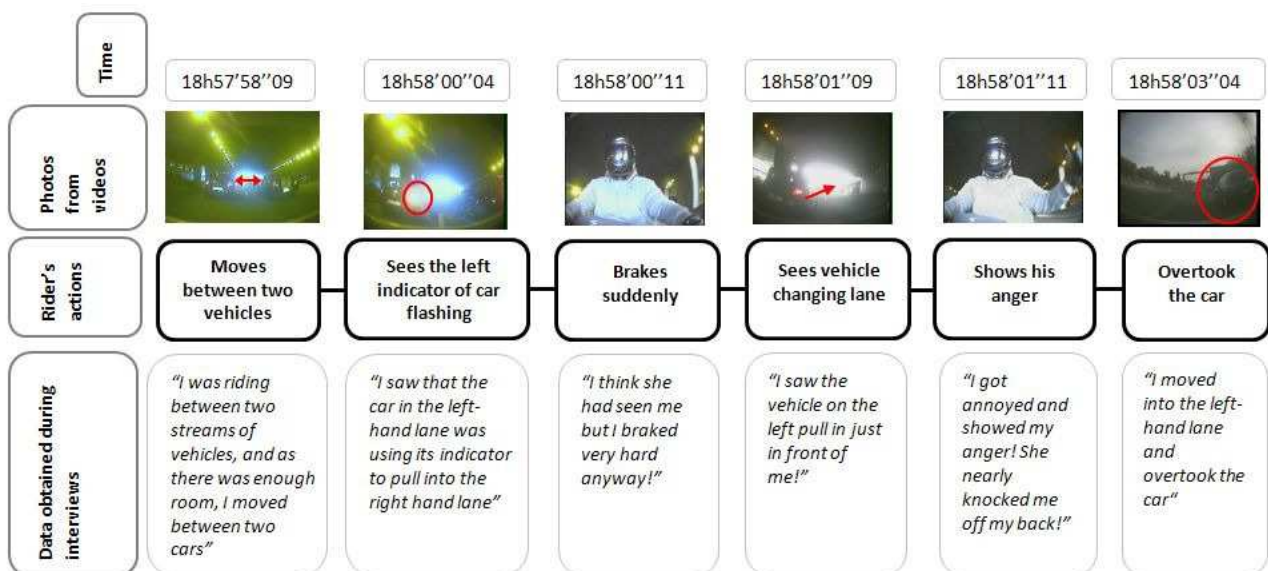 Time
18h57’58’’09
18h58’00’’04
18h58’00’’11
18h58’01’’09
18h58’01’’11
18h58’03’’04
Photos
from
videos
Rider’s
actions
Moves
between two
vehicles
Sees the left
indicator of car
flashing
Brakes
suddenly
Sees vehicle
changing lane
Shows his
anger
Overtook
the car
Data obtained during
interviews
“I was riding
between two
streams of
vehicles, and as
there was enough
room, I moved
between two
cars”
“I saw that the
car in the left-
hand lane was
using its indicator
to pull into the
right hand lane”
“I think she
had seen me
but I braked
very hard
anyway!”
“I saw the
vehicle on the
left pull in just
in front of
me!”
“I got
annoyed and
showed my
anger! She
nearly
knocked me
off my back!”
“I moved
into the left-
hand lane
and
overtook the
car“